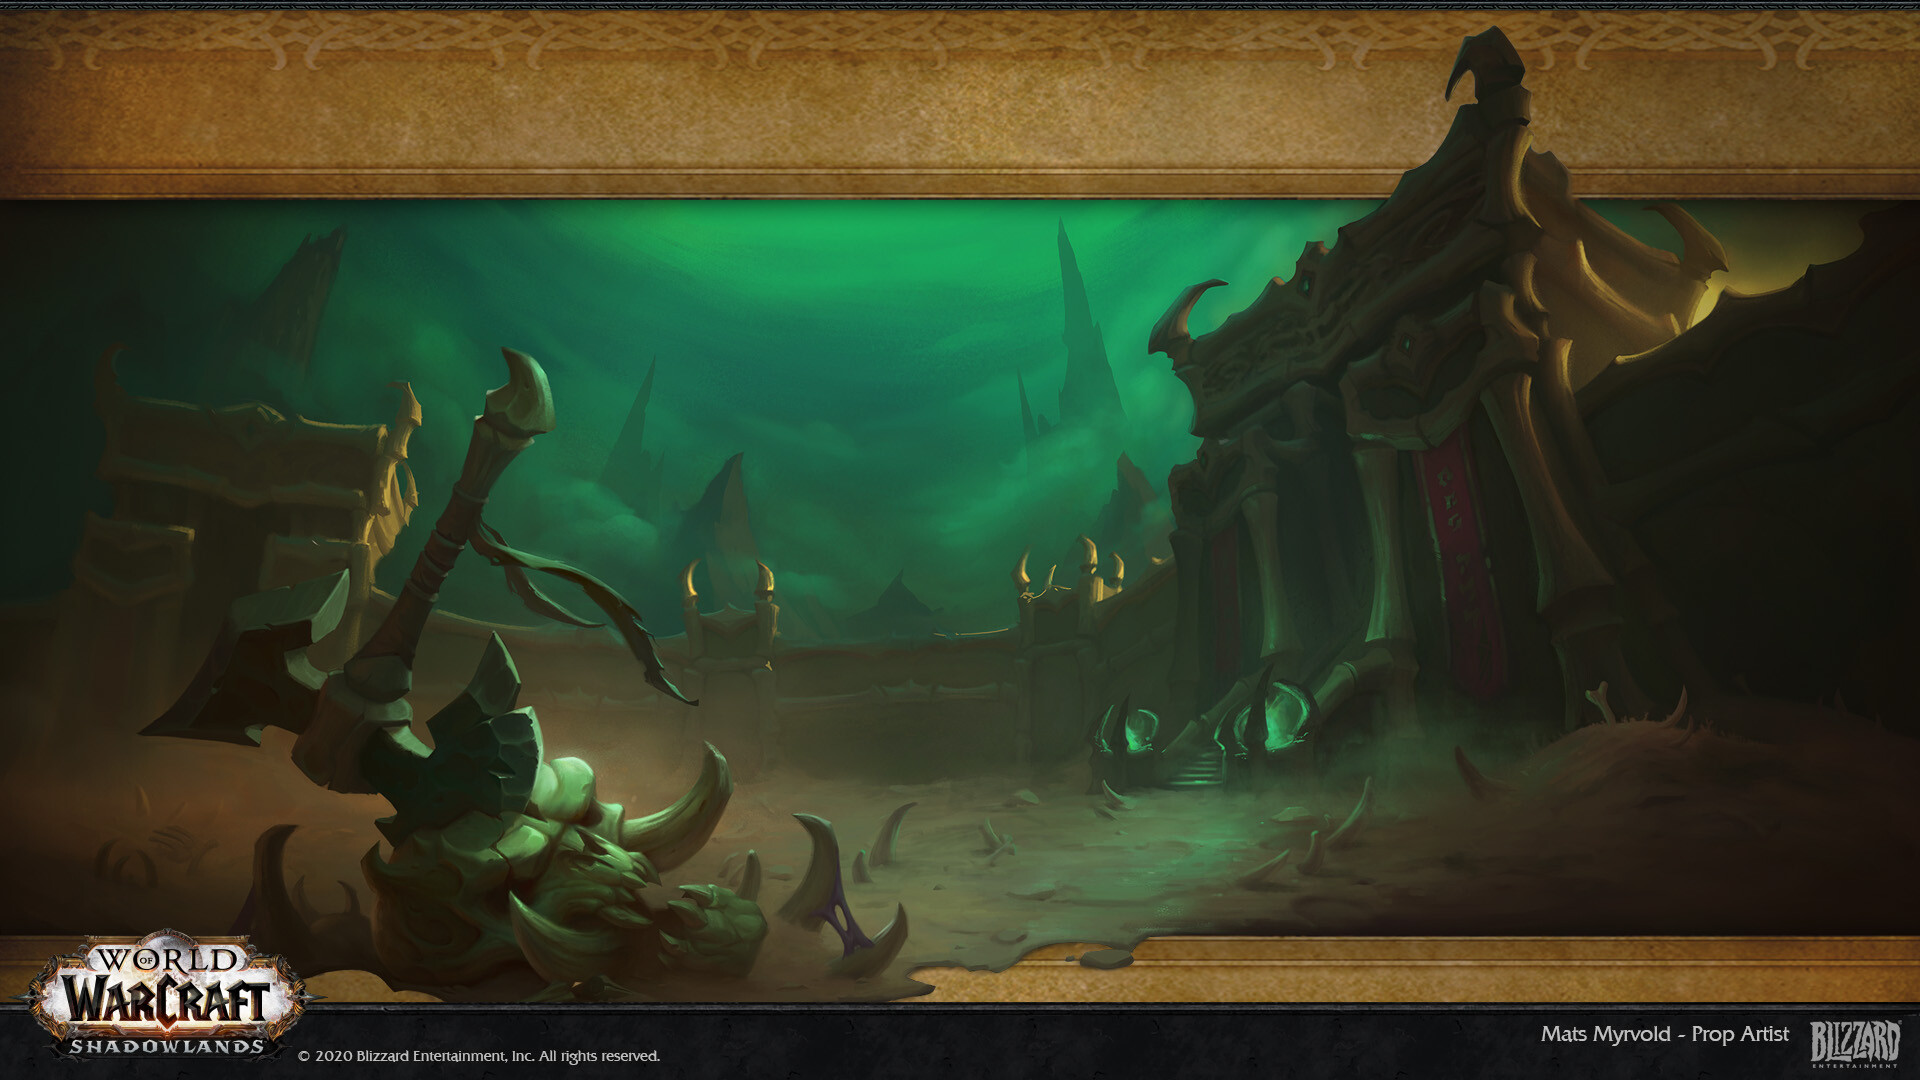 WORLD
OF
WARCRAFT
SHADOWLANDS
© 2020 Blizzard Entertainment, Inc. All rights reserved.
Mats Myrvold - Prop Artist
BLIZZARD
ENTERTAINMENT